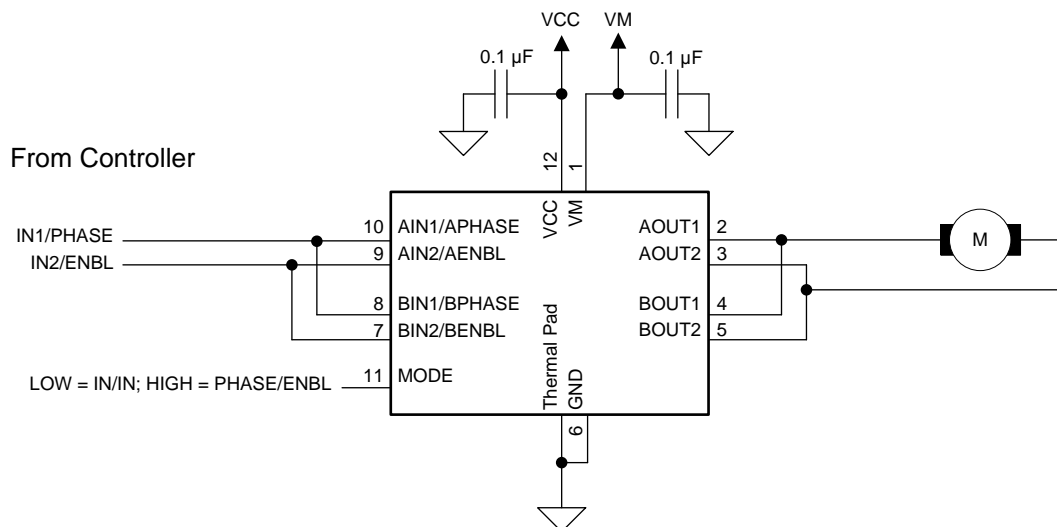 VCC
VM
0.1 µF
0.1 µF
From Controller
12
1
VCC
VM
IN1/PHASE
10
AIN1/APHASE
AOUT1
2
M
IN2/ENBL
9
AIN2/AENBL
AOUT2
3
8
BIN1/BPHASE
BOUT1
4
7
BIN2/BENBL
BOUT2
5
LOW = IN/IN; HIGH = PHASE/ENBL
11
MODE
Thermal Pad
GND
6